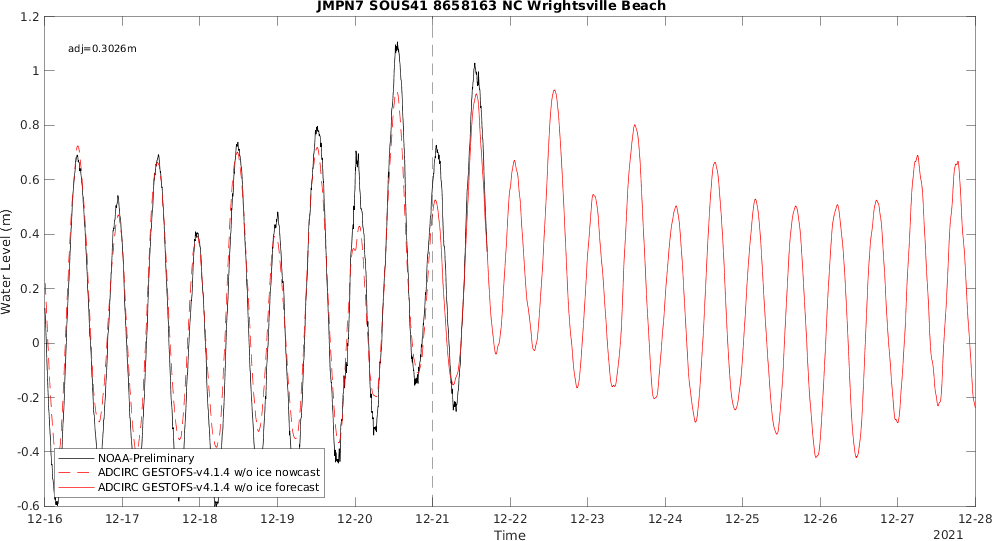 JMPN7 SOUS41 8658163 NC Wrightsville Beach
adj=0.3026m
1.2
1
0.8
0.6
0.4
0.2
0
-0.2
-0.4
-0.6
Water Level (m)
NOAA-Preliminary
ADCIRC GESTOFS-v4.1.4 w/o ice nowcast
ADCIRC GESTOFS-v4.1.4 w/o ice forecast
12-16 12-17 12-18 12-19 12-20 12-21 12-22 12-23 12-24 12-25 12-26 12-27 12-28
Time 2021